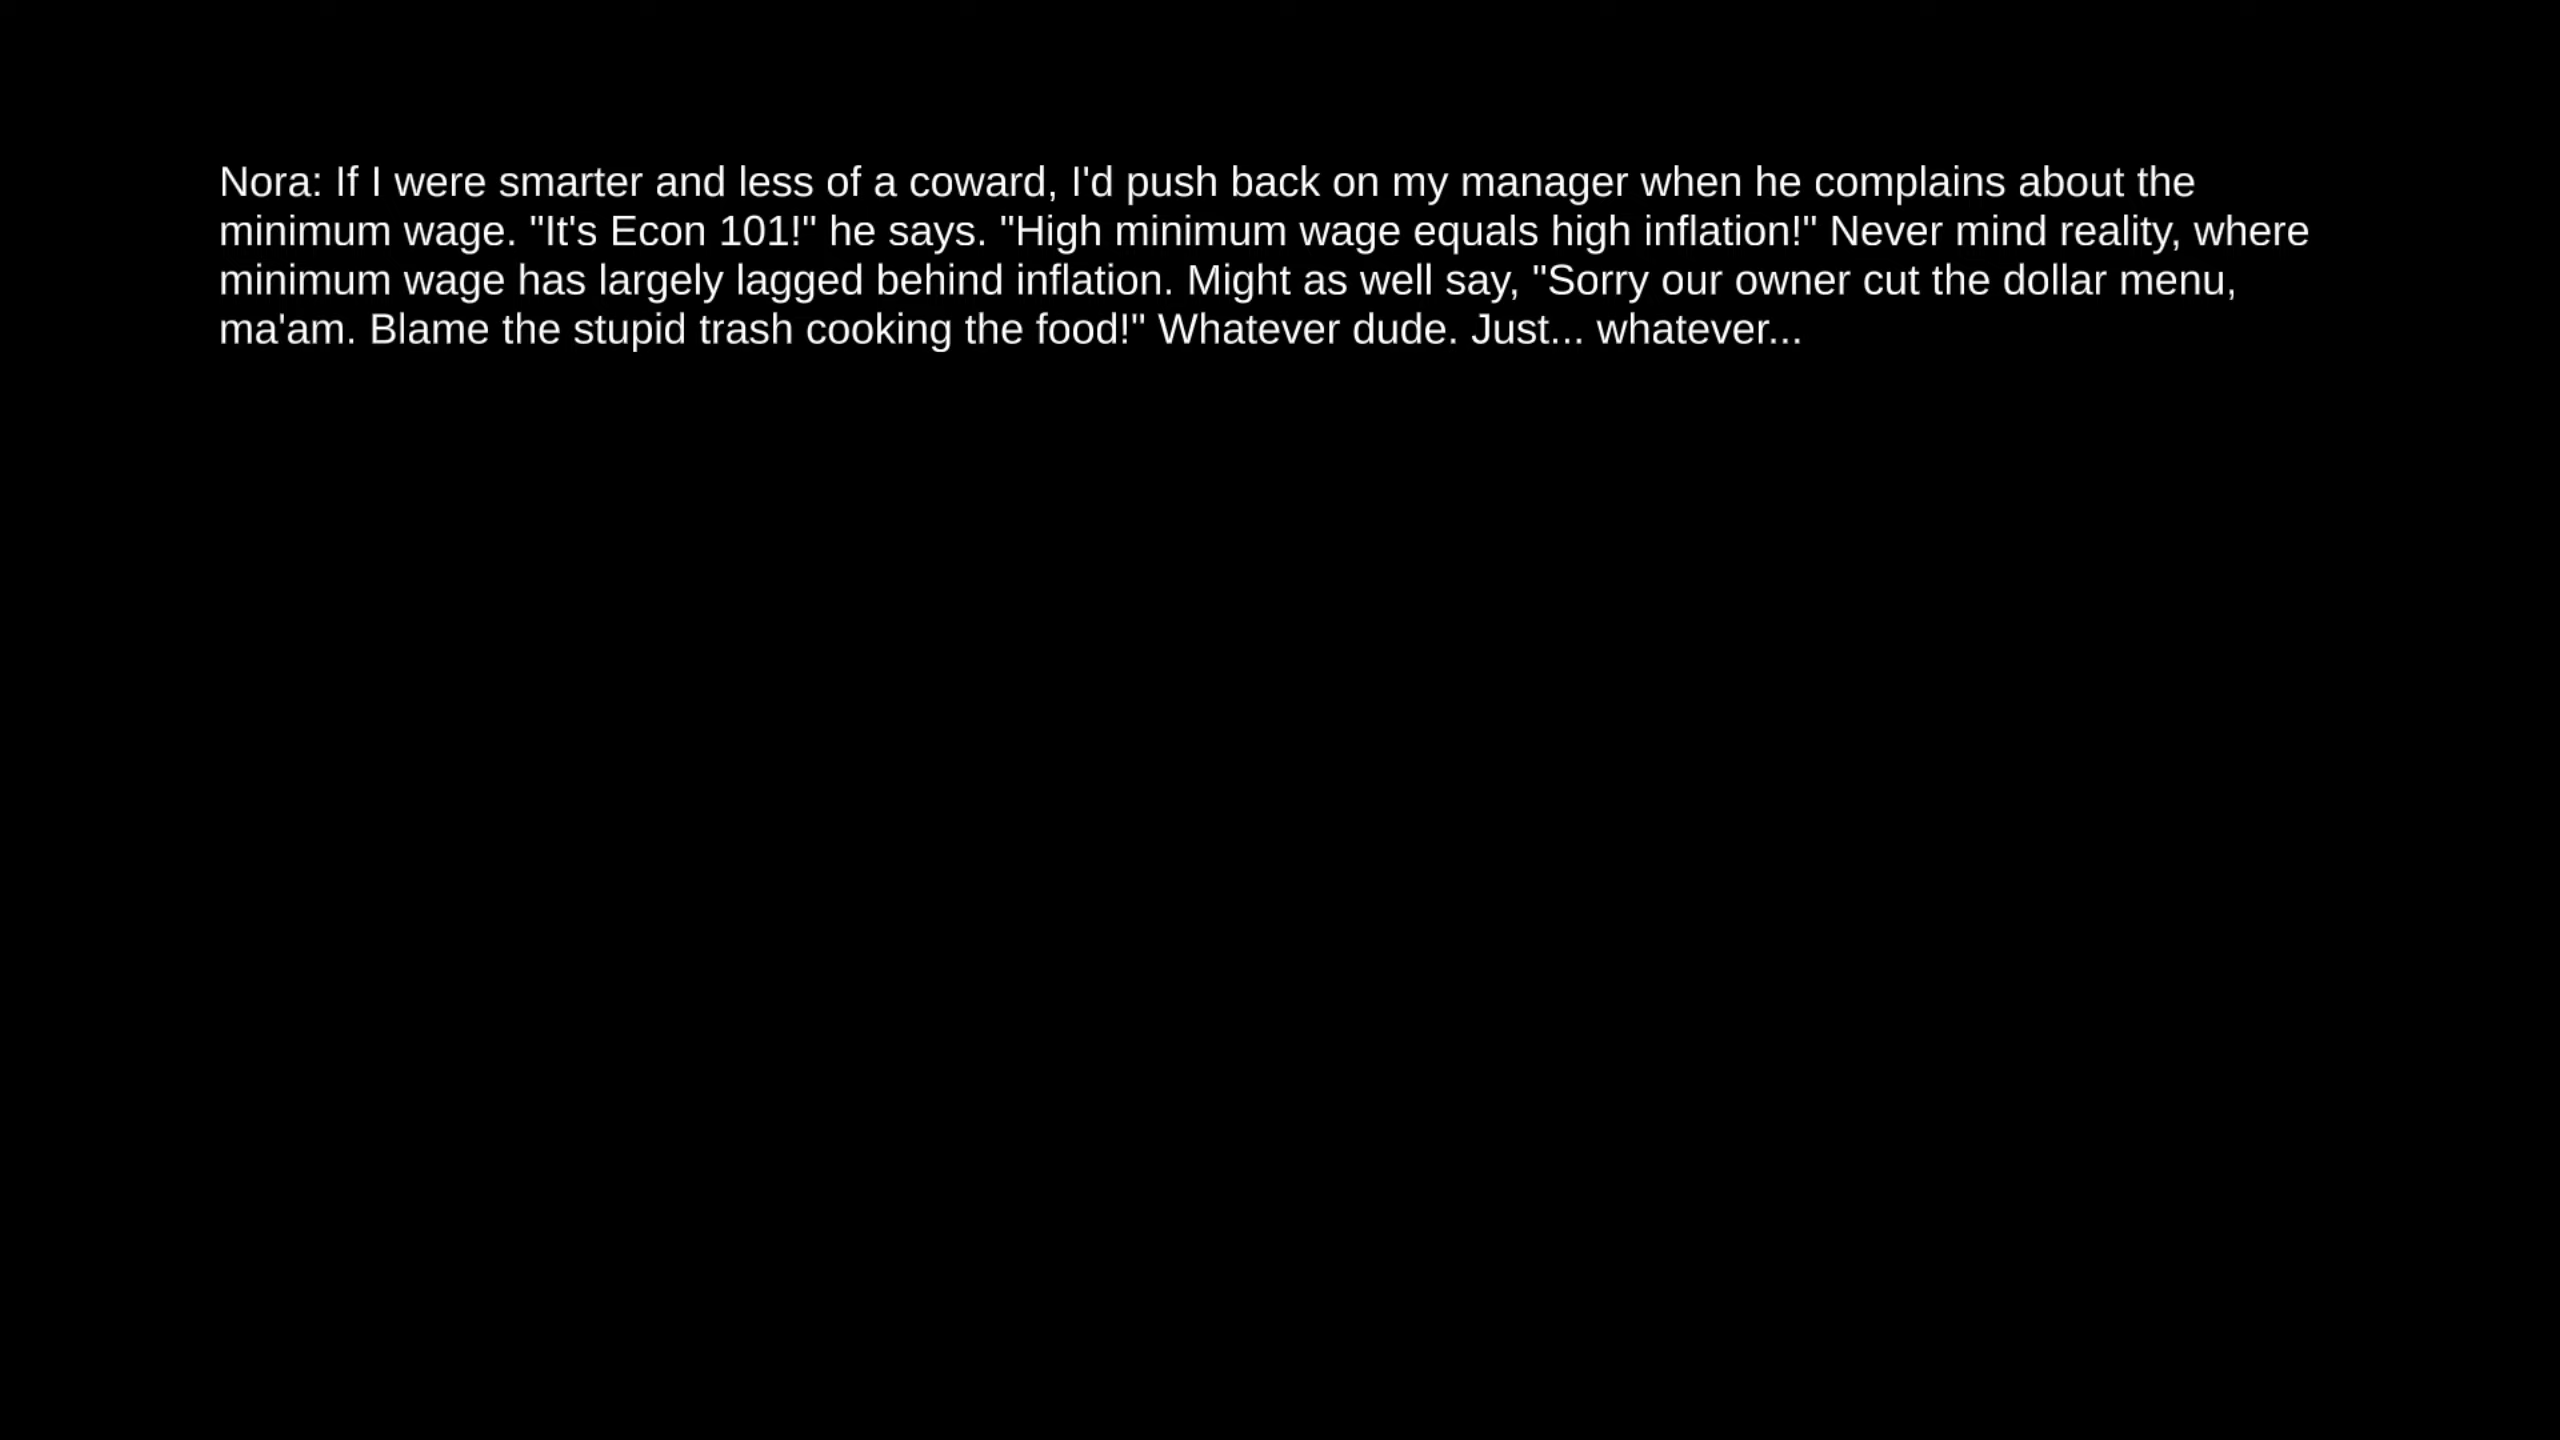 Nora: If I were smarter and less of a coward, I'd push back on my manager when he complains about the
minimum wage. "It's Econ 101!" he says. "High minimum wage equals high inflation!" Never mind reality, where
minimum wage has largely lagged behind inflation. Might as well say, "Sorry our owner cut the dollar menu,
ma'am. Blame the stupid trash cooking the food!" Whatever dude. Just... whatever...